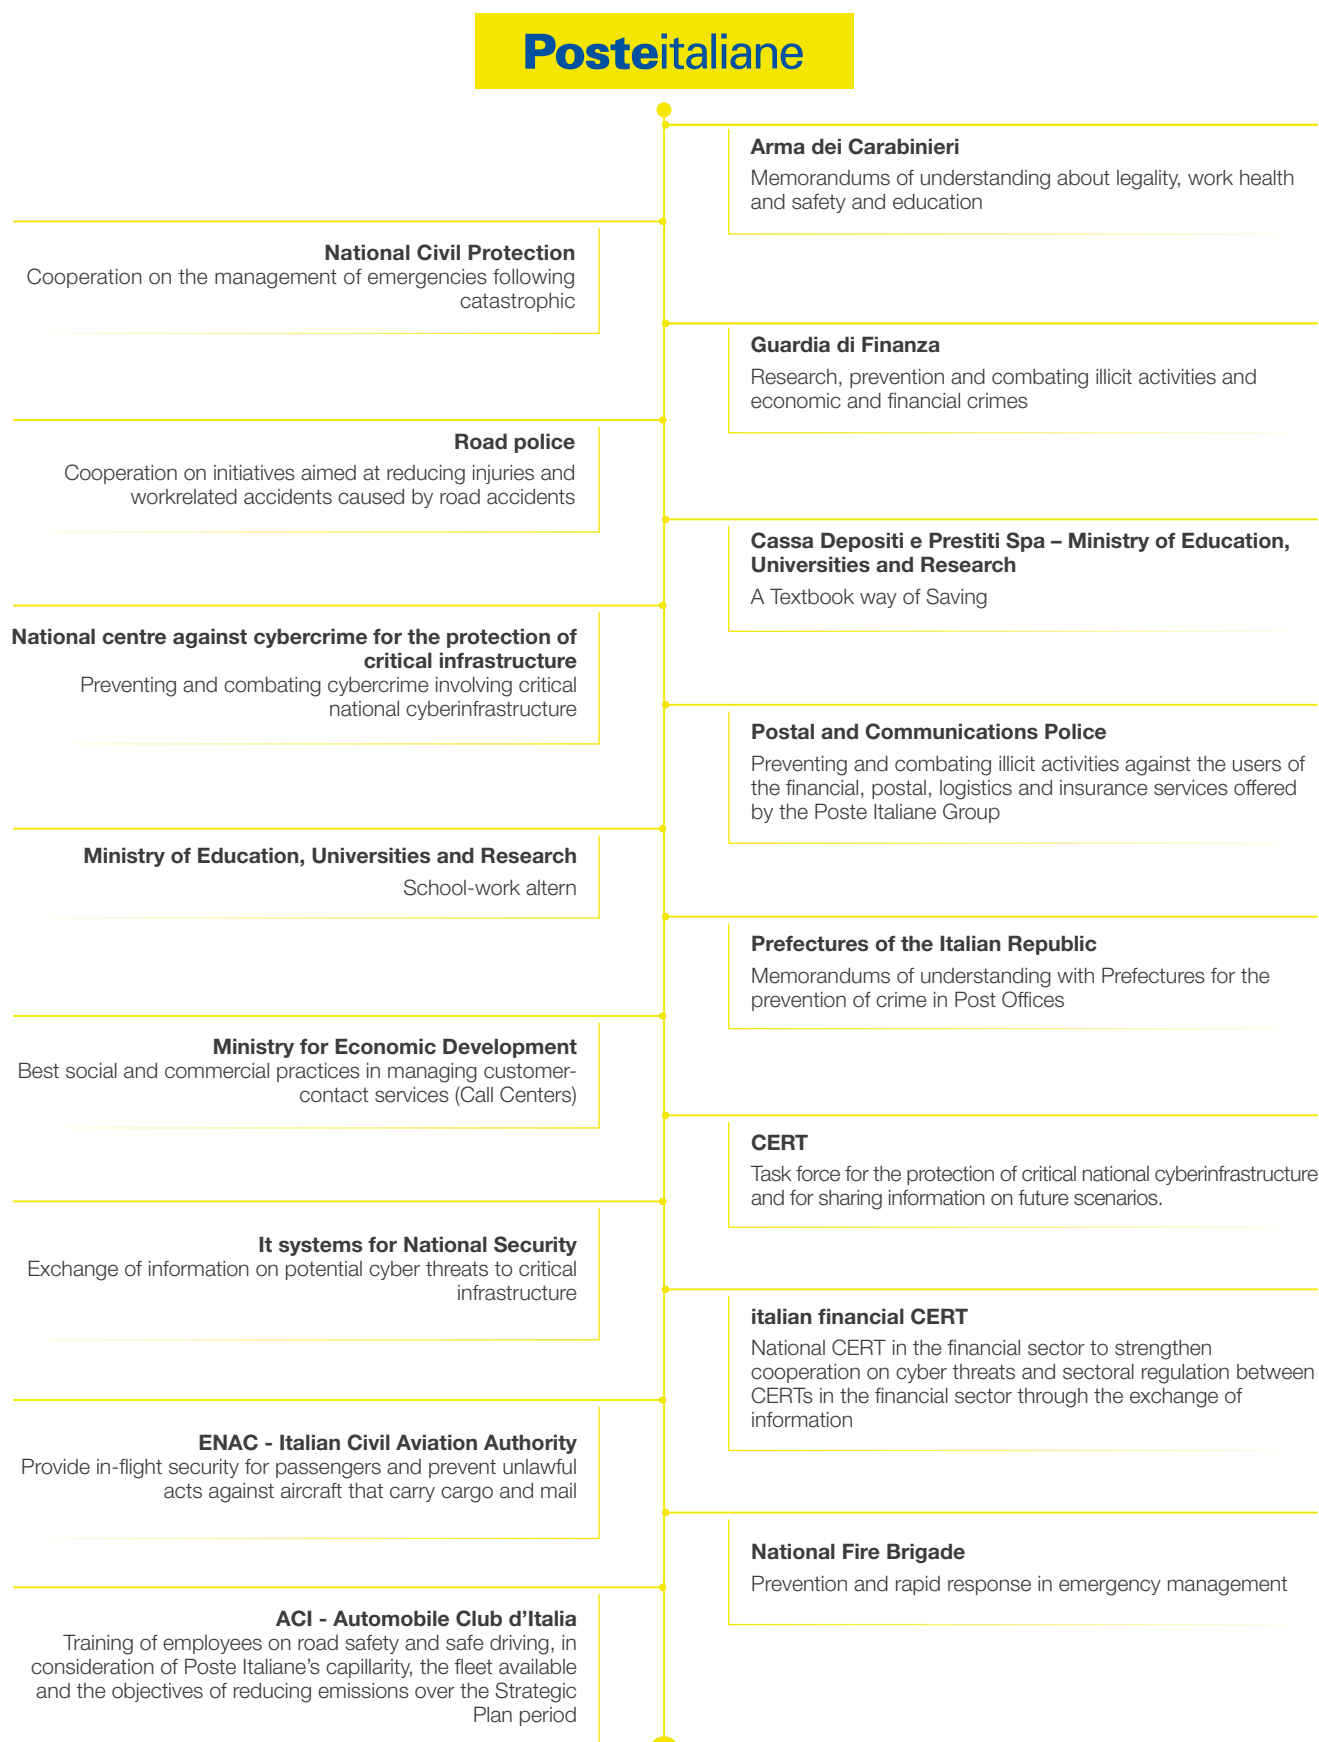 Posteitaliane
Arma dei Carabinieri
Memorandums of understanding about legality, work health
and safety and education
National Civil Protection
Cooperation on the management of emergencies following
catastrophic
Guardia di Finanza
Research, prevention and combating illicit activities and
economic and financial crimes
Road police
Cooperation on initiatives aimed at reducing injuries and
workrelated accidents caused by road accidents
Cassa Depositi e Prestiti Spa – Ministry of Education,
Universities and Research
A Textbook way of Saving
National centre against cybercrime for the protection of
critical infrastructure
Preventing and combating cybercrime involving critical
national cyberinfrastructure
Postal and Communications Police
Preventing and combating illicit activities against the users of
the financial, postal, logistics and insurance services offered
by the Poste Italiane Group
Ministry of Education, Universities and Research
School-work altern
Prefectures of the Italian Republic
Memorandums of understanding with Prefectures for the
prevention of crime in Post Offices
Ministry for Economic Development
Best social and commercial practices in managing customer-
contact services (Call Centers)
CERT
Task force for the protection of critical national cyberinfrastructure
and for sharing information on future scenarios.
It systems for National Security
Exchange of information on potential cyber threats to critical
infrastructure
italian financial CERT
National CERT in the financial sector to strengthen
cooperation on cyber threats and sectoral regulation between
CERTs in the financial sector through the exchange of
information
ENAC - Italian Civil Aviation Authority
Provide in-flight security for passengers and prevent unlawful
acts against aircraft that carry cargo and mail
National Fire Brigade
Prevention and rapid response in emergency management
ACI - Automobile Club d’Italia
Training of employees on road safety and safe driving, in
consideration of Poste Italiane’s capillarity, the fleet available
and the objectives of reducing emissions over the Strategic
Plan period